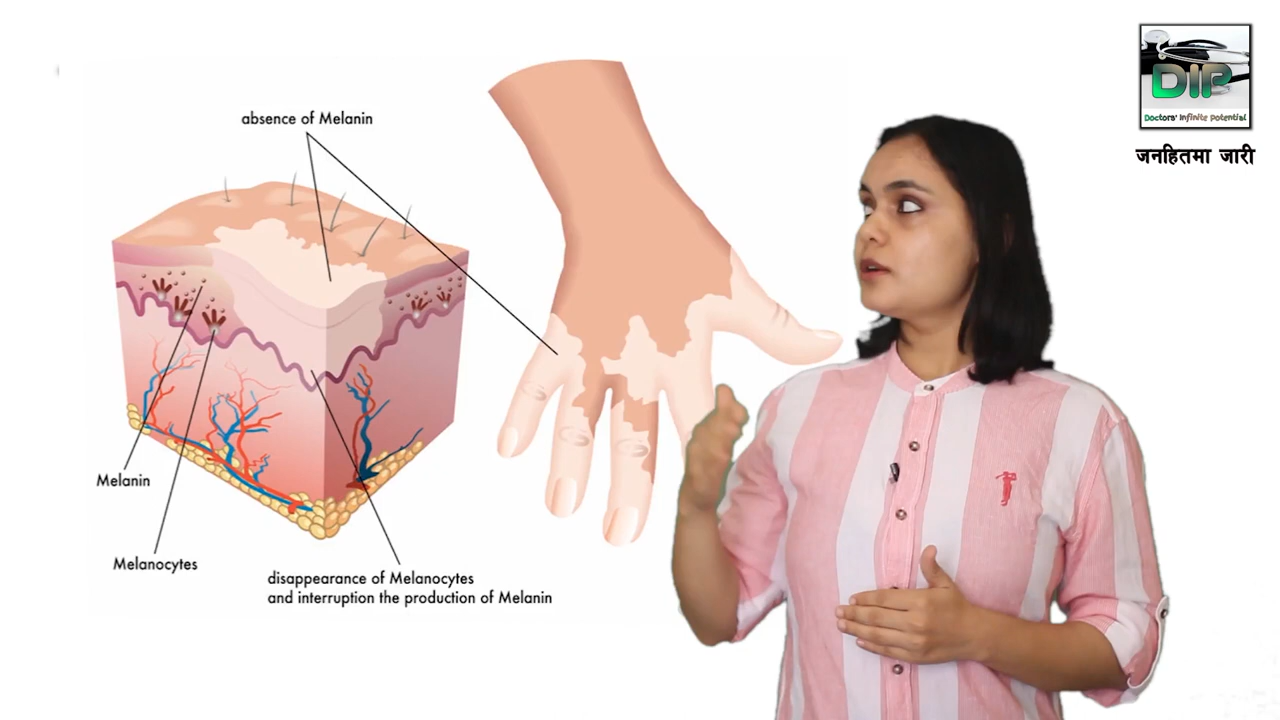 DIP
Doctors' Infinite Potential
जनहितमा जारी
absence of Melanin
Melanin
Melanocytes
disappearance of Melanocytes
and interruption the production of Melanin